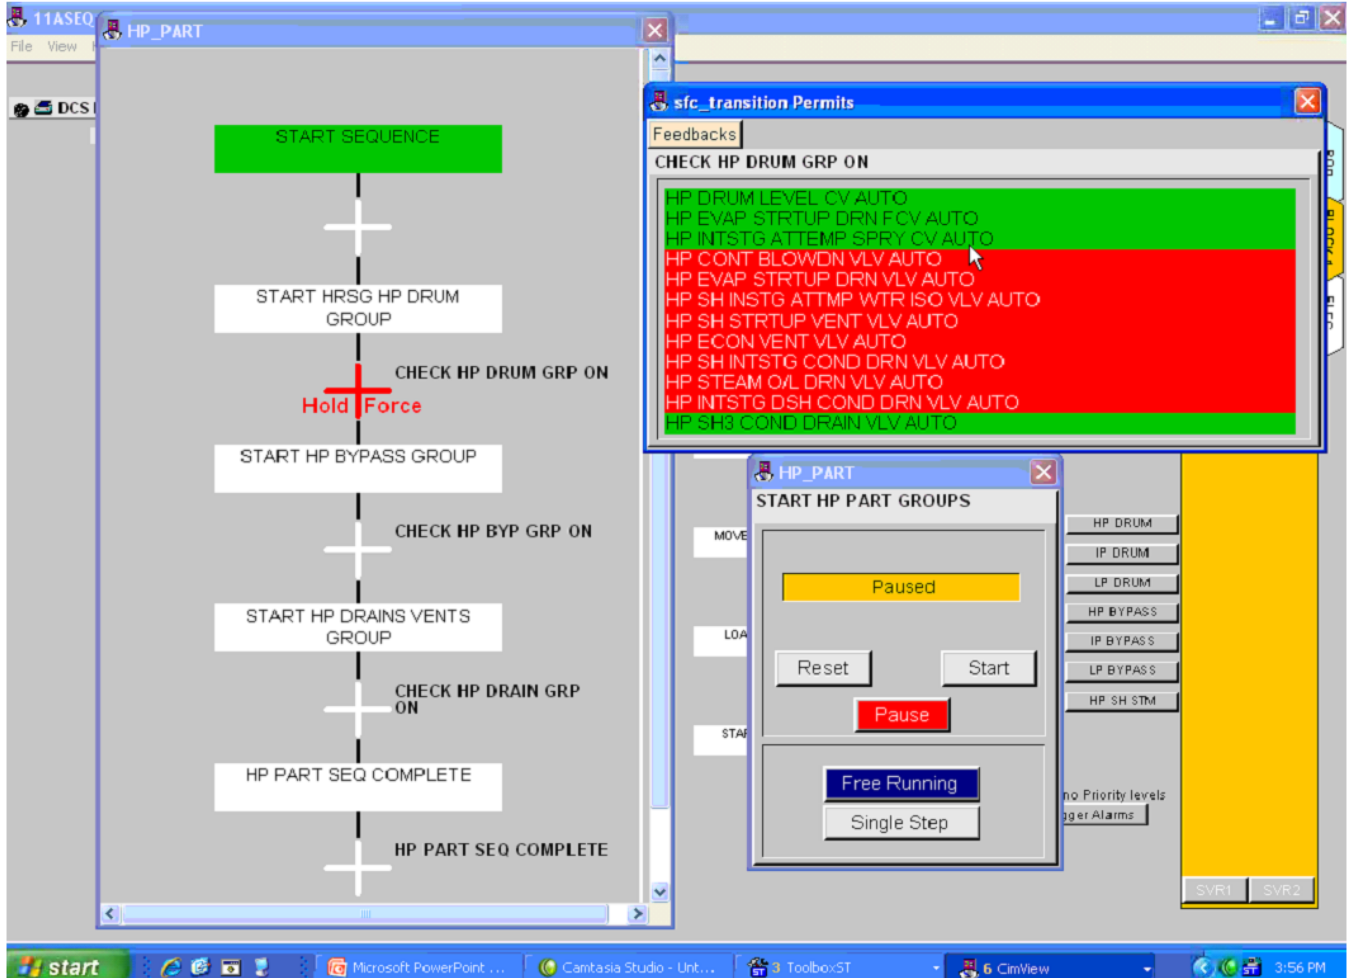 11ASEQ
HP_PART
File View
DCS
START SEQUENCE
START HRSG HP DRUM
GROUP
CHECK HP DRUM GRP ON
Hold Force
START HP BYPASS GROUP
CHECK HP BYP GRP ON
START HP DRAINS VENTS
GROUP
CHECK HP DRAIN GRP
ON
HP PART SEQ COMPLETE
HP PART SEQ COMPLETE
sfc_transition Permits
Feedbacks
CHECK HP DRUM GRP ON
HP DRUM LEVEL CV AUTO
HP EVAP STRTUP DRN FCV AUTO
HP INTSTG ATTEMP SPRY CV AUTO
HP CONT BLOWDN VLV AUTO
HP EVAP STRTUP DRN VLV AUTO
HP SH INSTG ATTMP WTR ISO VLV AUTO
HP SH STRTUP VENT VLV AUTO
HP ECON VENT VLV AUTO
HP SH INTSTG COND DRN VLV AUTO
HP STEAM O/L DRN VLV AUTO
HP INTSTG DSH COND DRN VLV AUTO
HP SH3 COND DRAIN VLV AUTO
HP_PART
START HP PART GROUPS
Paused
Reset
Start
Pause
Free Running
Single Step
MOVE
LOA
STAR
HP DRUM
IP DRUM
LP DRUM
HP BYPASS
IP BYPASS
LP BYPASS
HP SH STM
no Priority levels
gger Alarms
SVR1 SVR2
start
Microsoft PowerPoint ...
Camtasia Studio - Unt...
3 ToolboxST
6 CimView
3:56 PM